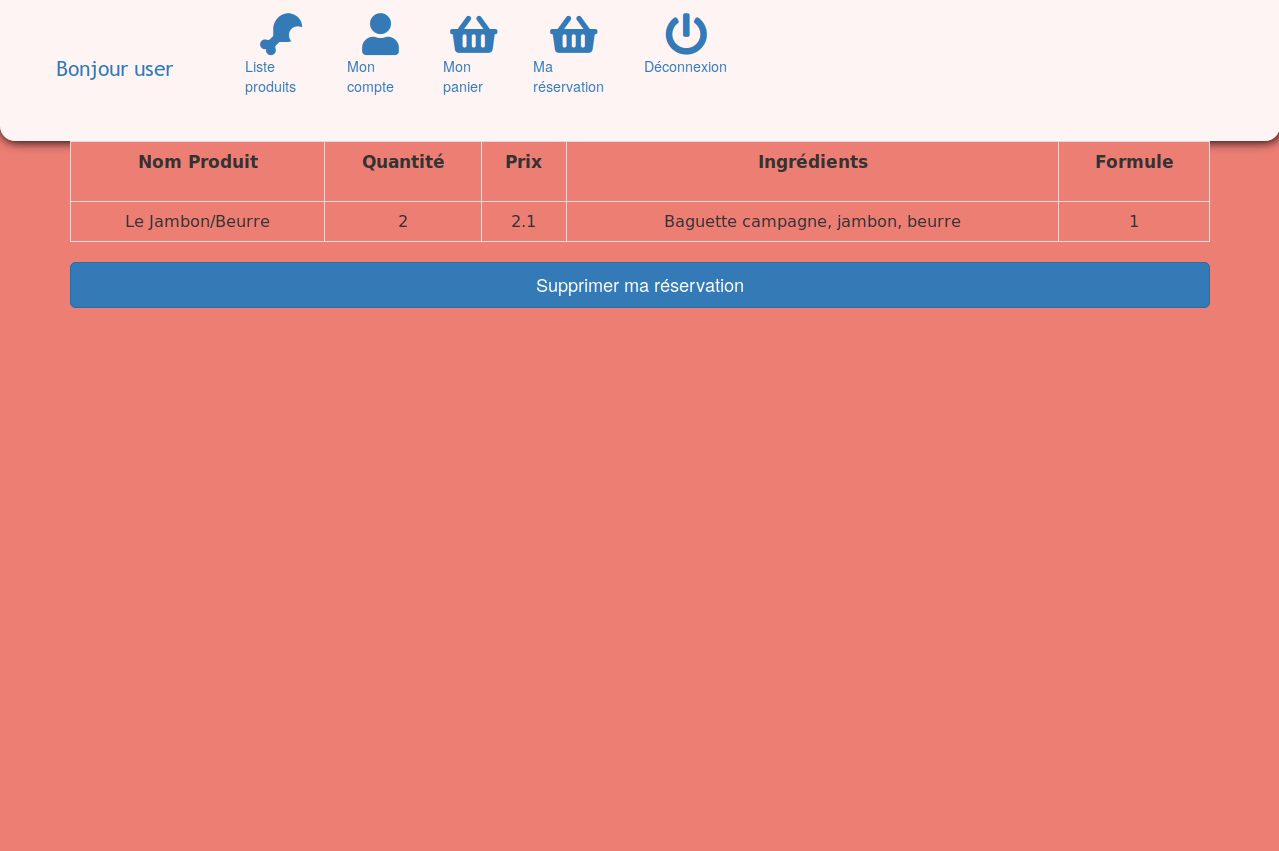 Bonjour user
Liste
produits
Mon
compte
Mon
panier
Ma
réservation
Déconnexion
Nom Produit Quantité Prix Ingrédients Formule
Le Jambon/Beurre 2 2.1 Baguette campagne, jambon, beurre 1
Supprimer ma réservation